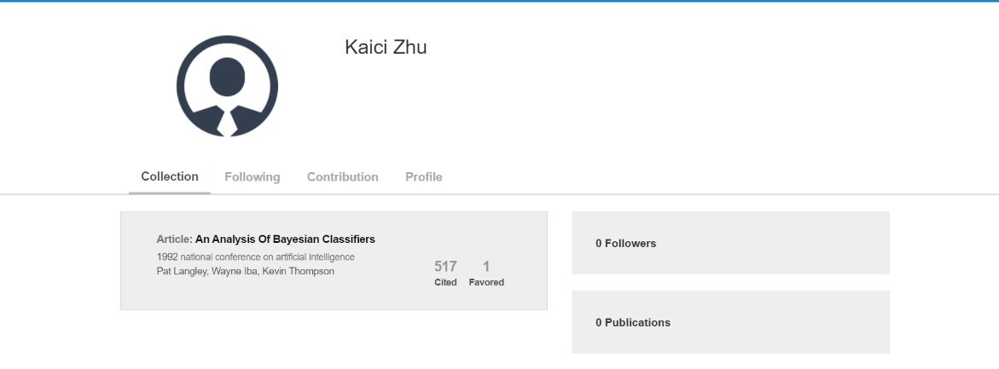 Kaici Zhu
Collection Following Contribution Profile
Article: An Analysis Of Bayesian Classifiers
1992 national conference on artificial intelligence
Pat Langley, Wayne Iba, Kevin Thompson
517 1
Cited Favored
0 Followers
0 Publications